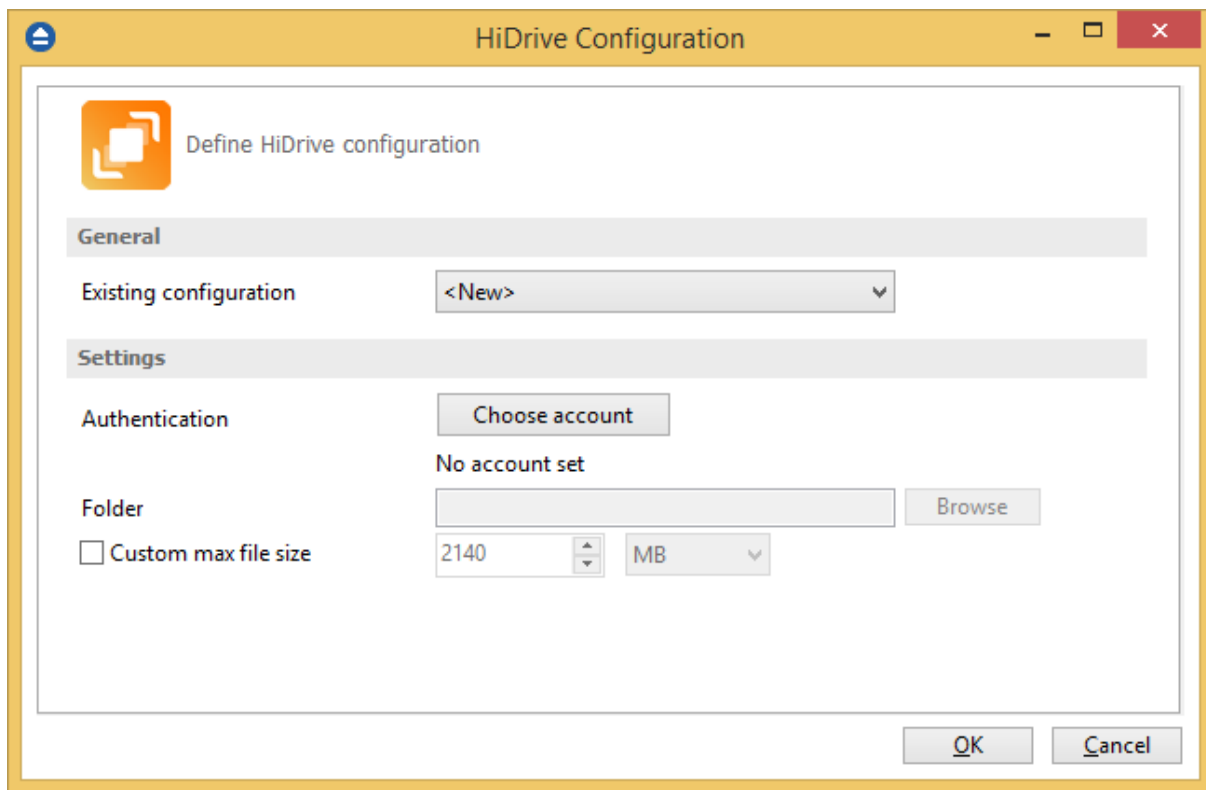 HiDrive Configuration
Define HiDrive configuration
General
Existing configuration <New>
Settings
Authentication Choose account
No account set
Folder Browse
Custom max file size 2140 MB
OK Cancel